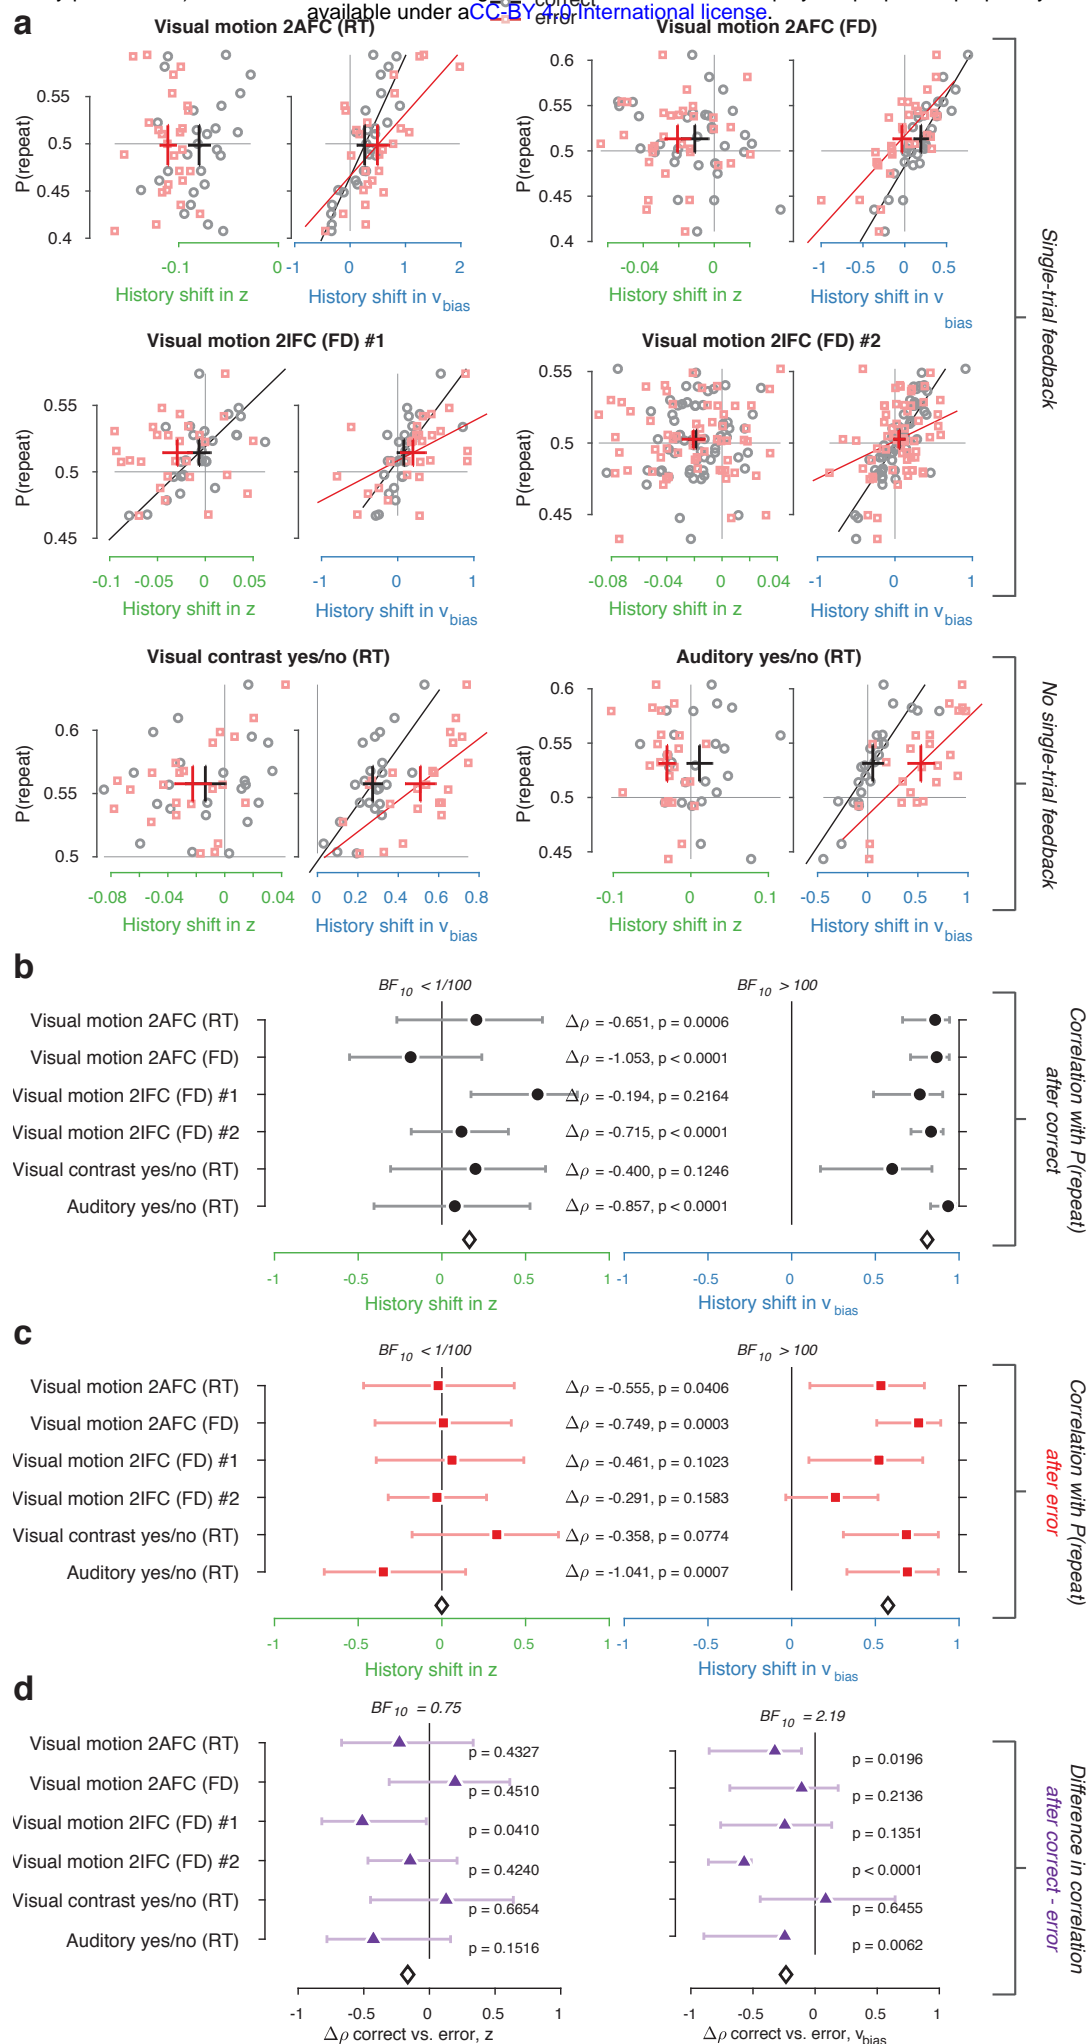 correct
available under aCC-BY 4.0 International license.
error
a
Visual motion 2AFC (RT)
P(repeat)
0.55
0.5
0.45
0.4
-0.1
0
History shift in z
-1
0
1
2
History shift in vbias
Visual motion 2AFC (FD)
P(repeat)
0.6
0.55
0.5
0.45
0.4
-0.04
0
History shift in z
-1
-0.5
0
0.5
History shift in v
bias
Single-trial feedback
Visual motion 2IFC (FD) #1
P(repeat)
0.55
0.5
0.45
-0.1
-0.05
0
0.05
History shift in z
-1
0
1
History shift in vbias
Visual motion 2IFC (FD) #2
P(repeat)
0.55
0.5
0.45
-0.08
-0.04
0
0.04
History shift in z
-1
0
1
History shift in vbias
Visual contrast yes/no (RT)
P(repeat)
0.6
0.55
0.5
-0.08
-0.04
0
0.04
History shift in z
0
0.2
0.4
0.6
0.8
History shift in vbias
Auditory yes/no (RT)
P(repeat)
0.6
0.55
0.5
0.45
-0.1
0
0.1
History shift in z
-0.5
0
0.5
1
History shift in vbias
No single-trial feedback
b
BF10 < 1/100
BF10 > 100
Visual motion 2AFC (RT)
Δρ = -0.651, p = 0.0006
Visual motion 2AFC (FD)
Δρ = -1.053, p < 0.0001
Visual motion 2IFC (FD) #1
Δρ = -0.194, p = 0.2164
Visual motion 2IFC (FD) #2
Δρ = -0.715, p < 0.0001
Visual contrast yes/no (RT)
Δρ = -0.400, p = 0.1246
Auditory yes/no (RT)
Δρ = -0.857, p < 0.0001
-1
-0.5
0
0.5
1
History shift in z
-1
-0.5
0
0.5
1
History shift in vbias
Correlation with P(repeat)
after correct
c
BF10 < 1/100
BF10 > 100
Visual motion 2AFC (RT)
Δρ = -0.555, p = 0.0406
Visual motion 2AFC (FD)
Δρ = -0.749, p = 0.0003
Visual motion 2IFC (FD) #1
Δρ = -0.461, p = 0.1023
Visual motion 2IFC (FD) #2
Δρ = -0.291, p = 0.1583
Visual contrast yes/no (RT)
Δρ = -0.358, p = 0.0774
Auditory yes/no (RT)
Δρ = -1.041, p = 0.0007
-1
-0.5
0
0.5
1
History shift in z
-1
-0.5
0
0.5
1
History shift in vbias
Correlation with P(repeat)
after error
d
BF10 = 0.75
BF10 = 2.19
Visual motion 2AFC (RT)
p = 0.4327
p = 0.0196
Visual motion 2AFC (FD)
p = 0.4510
p = 0.2136
Visual motion 2IFC (FD) #1
p = 0.0410
p = 0.1351
Visual motion 2IFC (FD) #2
p = 0.4240
p < 0.0001
Visual contrast yes/no (RT)
p = 0.6654
p = 0.6455
Auditory yes/no (RT)
p = 0.1516
p = 0.0062
-1
-0.5
0
0.5
1
Δρ correct vs. error, z
-1
-0.5
0
0.5
1
Δρ correct vs. error, vbias
Difference in correlation
after correct - error